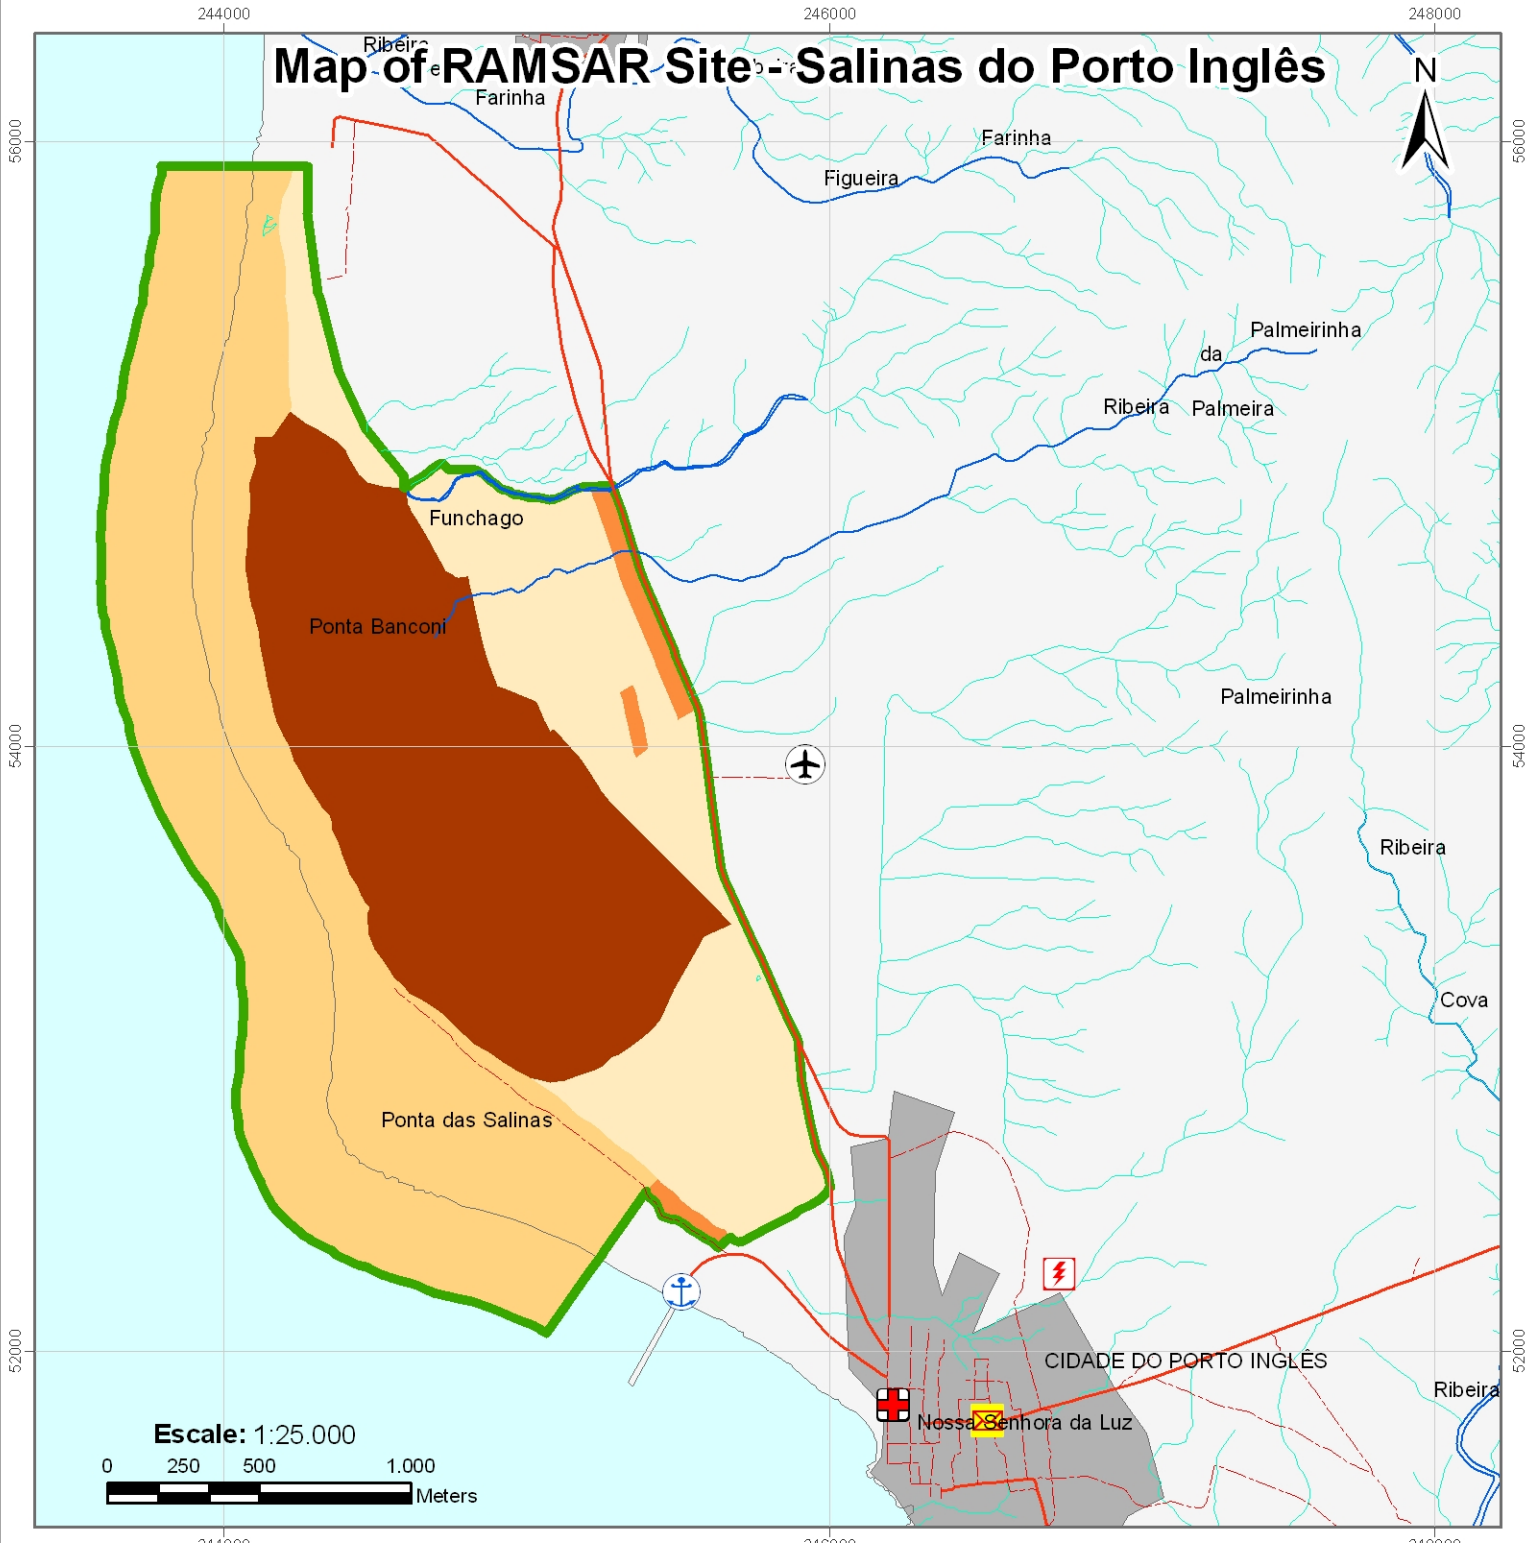 244000
246000
248000
Ribeira
Map of RAMSAR Site - Salinas do Porto Inglês
N
Farinha
56000
56000
Farinha
Figueira
Palmeirinha
da
Ribeira
Palmeira
Funchago
Ponta Banconi
Palmeirinha
54000
54000
Ribeira
Cova
Ponta das Salinas
52000
52000
CIDADE DO PORTO INGLÊS
Ribeira
Nossa Senhora da Luz
Escale: 1:25.000
0 250 500 1.000
Meters